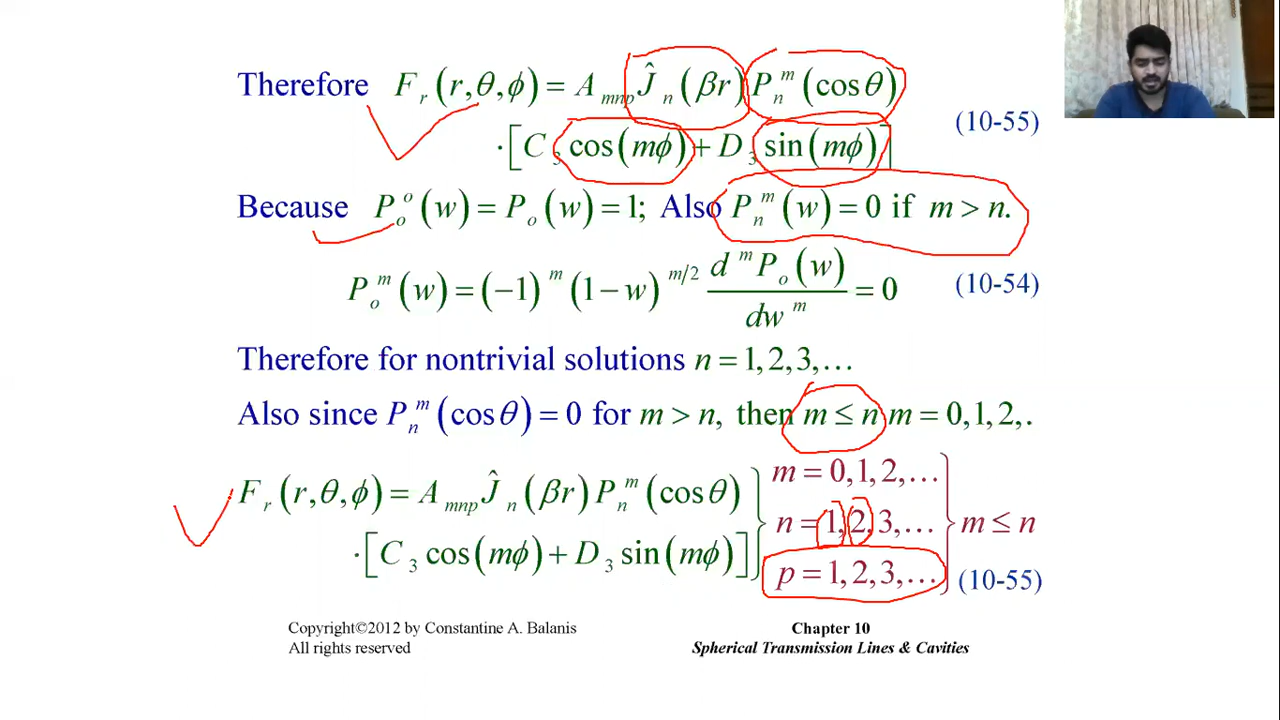 Therefore F_r(r,θ,ϕ) = A_mnp Ĵ_n(βr) P_n^m(cosθ)
·[C_3 cos(mϕ) + D_3 sin(mϕ)] (10-55)
Because P_o^o(w) = P_o(w) = 1; Also P_n^m(w) = 0 if m > n.
P_o^m(w) = (−1)^m (1−w)^{m/2} d^m P_o(w)/dw^m = 0 (10-54)
Therefore for nontrivial solutions n = 1, 2, 3,…
Also since P_n^m(cosθ) = 0 for m > n, then m ≤ n m = 0,1, 2,.
F_r(r,θ,ϕ) = A_mnp Ĵ_n(βr) P_n^m(cosθ)
·[C_3 cos(mϕ) + D_3 sin(mϕ)]
m = 0,1, 2,…
n = 1, 2, 3,… m ≤ n
p = 1, 2, 3,… (10-55)
Copyright©2012 by Constantine A. Balanis
All rights reserved
Chapter 10
Spherical Transmission Lines & Cavities